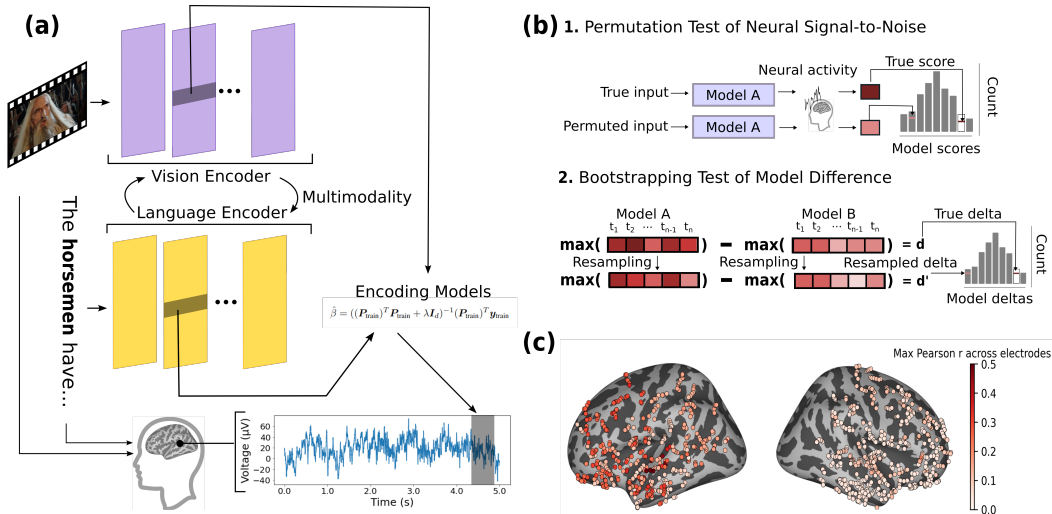 (a)
Vision Encoder
Multimodality
Language Encoder
The horsemen have...
Encoding Models
β̂ = ((P_train)^T P_train + λI_d)^{-1}(P_train)^T y_train
Voltage (μV)
60
40
20
0
−20
−40
0.0 1.0 2.0 3.0 4.0 5.0
Time (s)
(b) 1. Permutation Test of Neural Signal-to-Noise
Neural activity
True score
True input
Model A
Permuted input
Model A
Count
Model scores
2. Bootstrapping Test of Model Difference
Model A
Model B
True delta
t1 t2 ... tn-1 tn
t1 t2 ... tn-1 tn
max( ) − max( ) = d
Resampling
Resampling
Resampled delta
max( ) − max( ) = d'
Count
Model deltas
(c)
Max Pearson r across electrodes
0.5
0.4
0.3
0.2
0.1
0.0